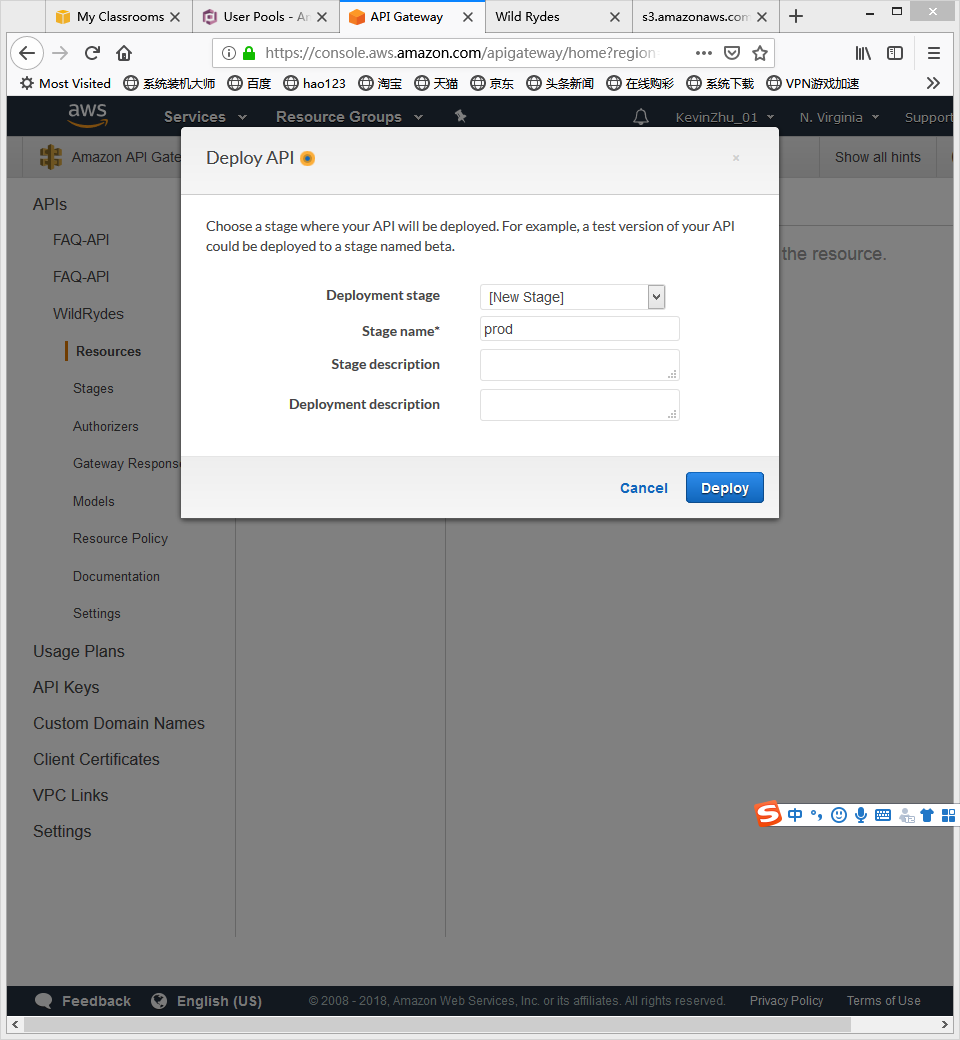 My Classrooms
User Pools - A
API Gateway
Wild Rydes
s3.amazonaws.com
https://console.aws.amazon.com/apigateway/home?region
Most Visited
系统装机大师
百度
hao123
淘宝
天猫
京东
头条新闻
在线购彩
系统下载
VPN游戏加速
aws
Services
Resource Groups
KevinZhu_01
N. Virginia
Support
Amazon API Gate
Show all hints
Deploy API
×
Choose a stage where your API will be deployed. For example, a test version of your API
could be deployed to a stage named beta.
the resource.
Deployment stage
[New Stage]
Stage name*
prod
Stage description
Deployment description
Cancel
Deploy
APIs
FAQ-API
FAQ-API
WildRydes
Resources
Stages
Authorizers
Gateway Respons
Models
Resource Policy
Documentation
Settings
Usage Plans
API Keys
Custom Domain Names
Client Certificates
VPC Links
Settings
中
Feedback
English (US)
© 2008 - 2018, Amazon Web Services, Inc. or its affiliates. All rights reserved.
Privacy Policy
Terms of Use